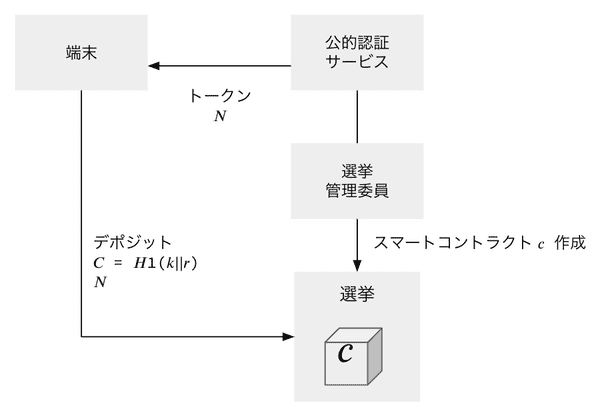 端末
公的認証
サービス
トークン
N
選挙
管理委員
デポジット
C = H1(k||r)
N
スマートコントラクト c 作成
選挙
c